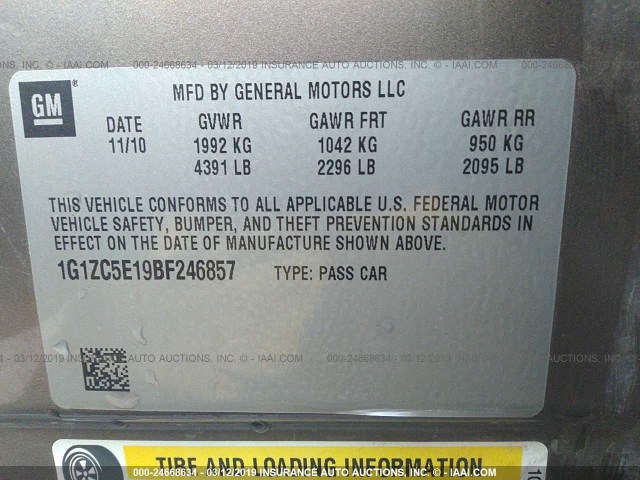 000-24668634 - 03/12/2019 INSURANCE AUTO AUCTIONS, INC. © - IAAI.COM
GM
MFD BY GENERAL MOTORS LLC
DATE GVWR GAWR FRT GAWR RR
11/10 1992 KG 1042 KG 950 KG
4391 LB 2296 LB 2095 LB
THIS VEHICLE CONFORMS TO ALL APPLICABLE U.S. FEDERAL MOTOR
VEHICLE SAFETY, BUMPER, AND THEFT PREVENTION STANDARDS IN
EFFECT ON THE DATE OF MANUFACTURE SHOWN ABOVE.
1G1ZC5E19BF246857 TYPE: PASS CAR
- 03/12/2019 INSURANCE AUTO AUCTIONS, INC. © - IAAI.COM 000-24668634 - 03/12/2019 INSURANCE AUTO AUCTIONS,
TIRE AND LOADING INFORMATION
000-24668634 - 03/12/2019 INSURANCE AUTO AUCTIONS, INC. © - IAAI.COM